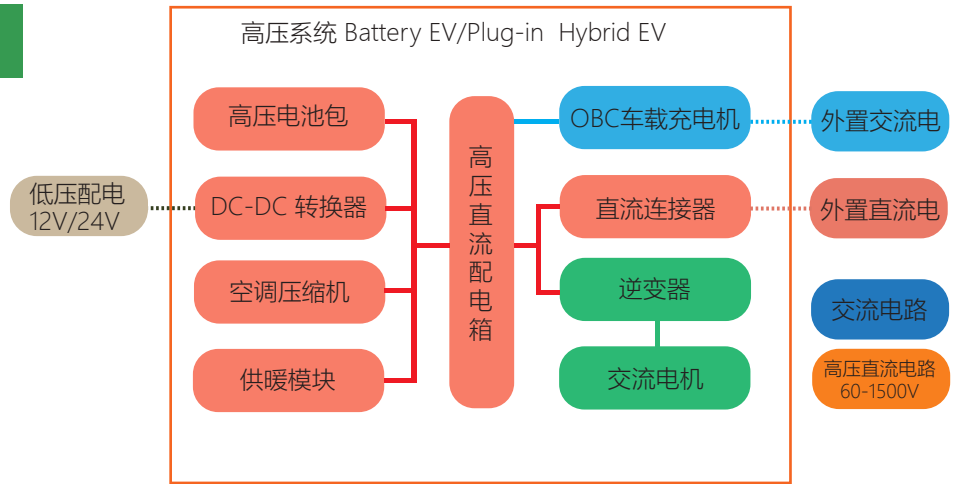 高压系统 Battery EV/Plug-in Hybrid EV
低压配电
12V/24V
高压电池包
DC-DC 转换器
空调压缩机
供暖模块
高
压
直
流
配
电
箱
OBC车载充电机
直流连接器
逆变器
交流电机
外置交流电
外置直流电
交流电路
高压直流电路
60-1500V